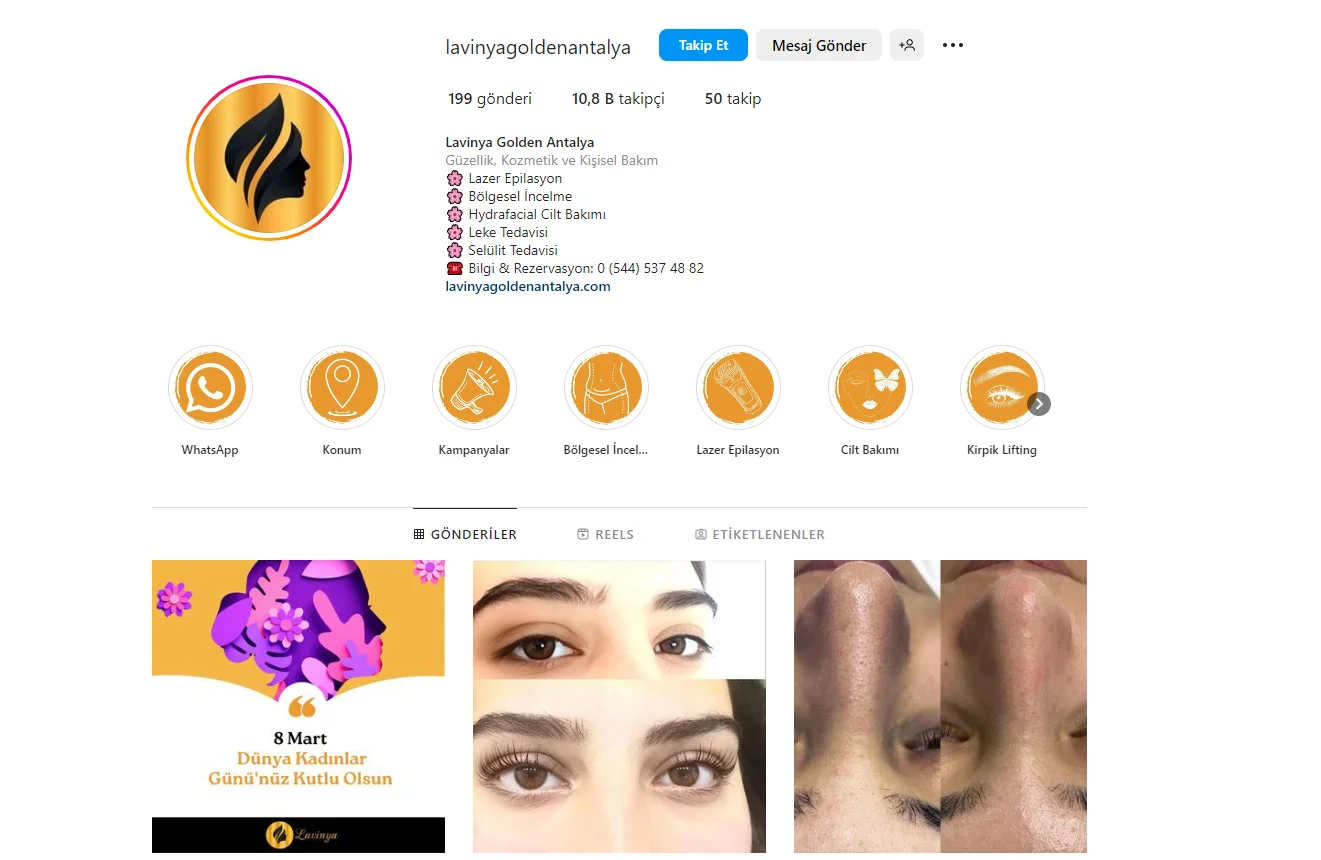 lavinyagoldenantalya
Takip Et
Mesaj Gönder
199 gönderi
10,8 B takipçi
50 takip
Lavinya Golden Antalya
Güzellik, Kozmetik ve Kişisel Bakım
🌸 Lazer Epilasyon
🌸 Bölgesel İncelme
🌸 Hydrafacial Cilt Bakımı
🌸 Leke Tedavisi
🌸 Selülit Tedavisi
☎️ Bilgi & Rezervasyon: 0 (544) 537 48 82
lavinyagoldenantalya.com
WhatsApp
Konum
Kampanyalar
Bölgesel İncel...
Lazer Epilasyon
Cilt Bakımı
Kirpik Lifting
GÖNDERİLER
REELS
ETİKETLENENLER
8 Mart
Dünya Kadınlar
Günü'nüz Kutlu Olsun
Lavinya